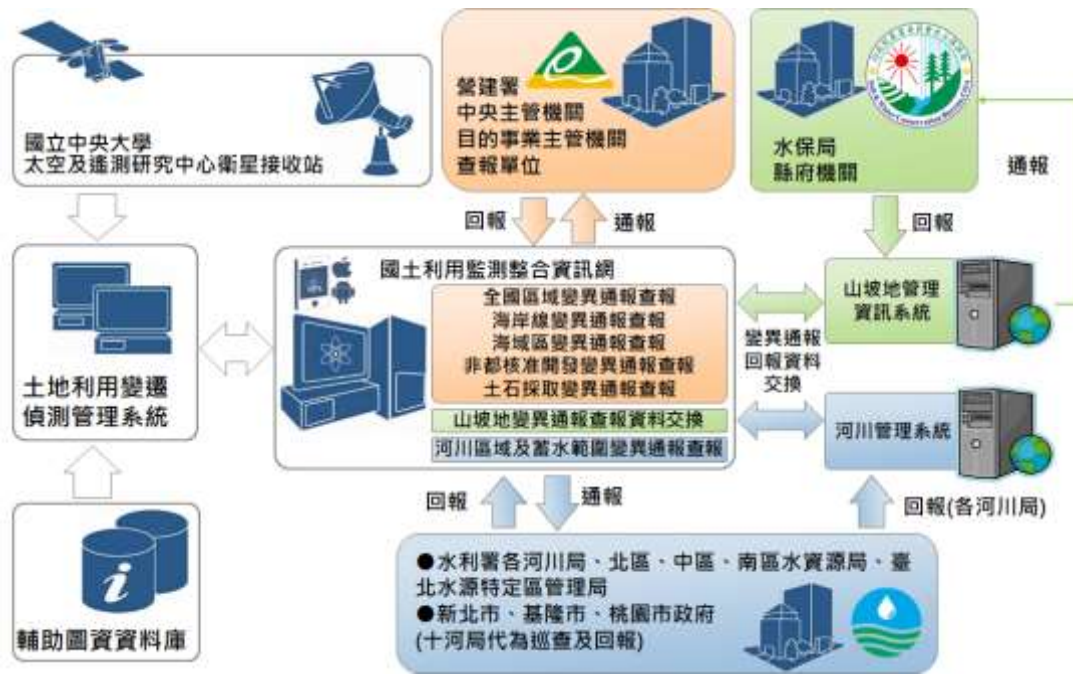 國立中央大學
太空及遙測研究中心衛星接收站
營建署
中央主管機關
目的事業主管機關
查報單位
水保局
縣府機關
通報
回報
通報
回報
國土利用監測整合資訊網
全國區域變異通報查報
海岸線變異通報查報
海域區變異通報查報
非都核准開發變異通報查報
土石採取變異通報查報
山坡地變異通報查報資料交換
河川區域及蓄水範圍變異通報查報
土地利用變遷
偵測管理系統
變異通報
回報資料
交換
山坡地管理
資訊系統
河川管理系統
回報
通報
回報(各河川局)
輔助圖資資料庫
●水利署各河川局、北區、中區、南區水資源局、臺
北水源特定區管理局
●新北市、基隆市、桃園市政府
(十河局代為巡查及回報)